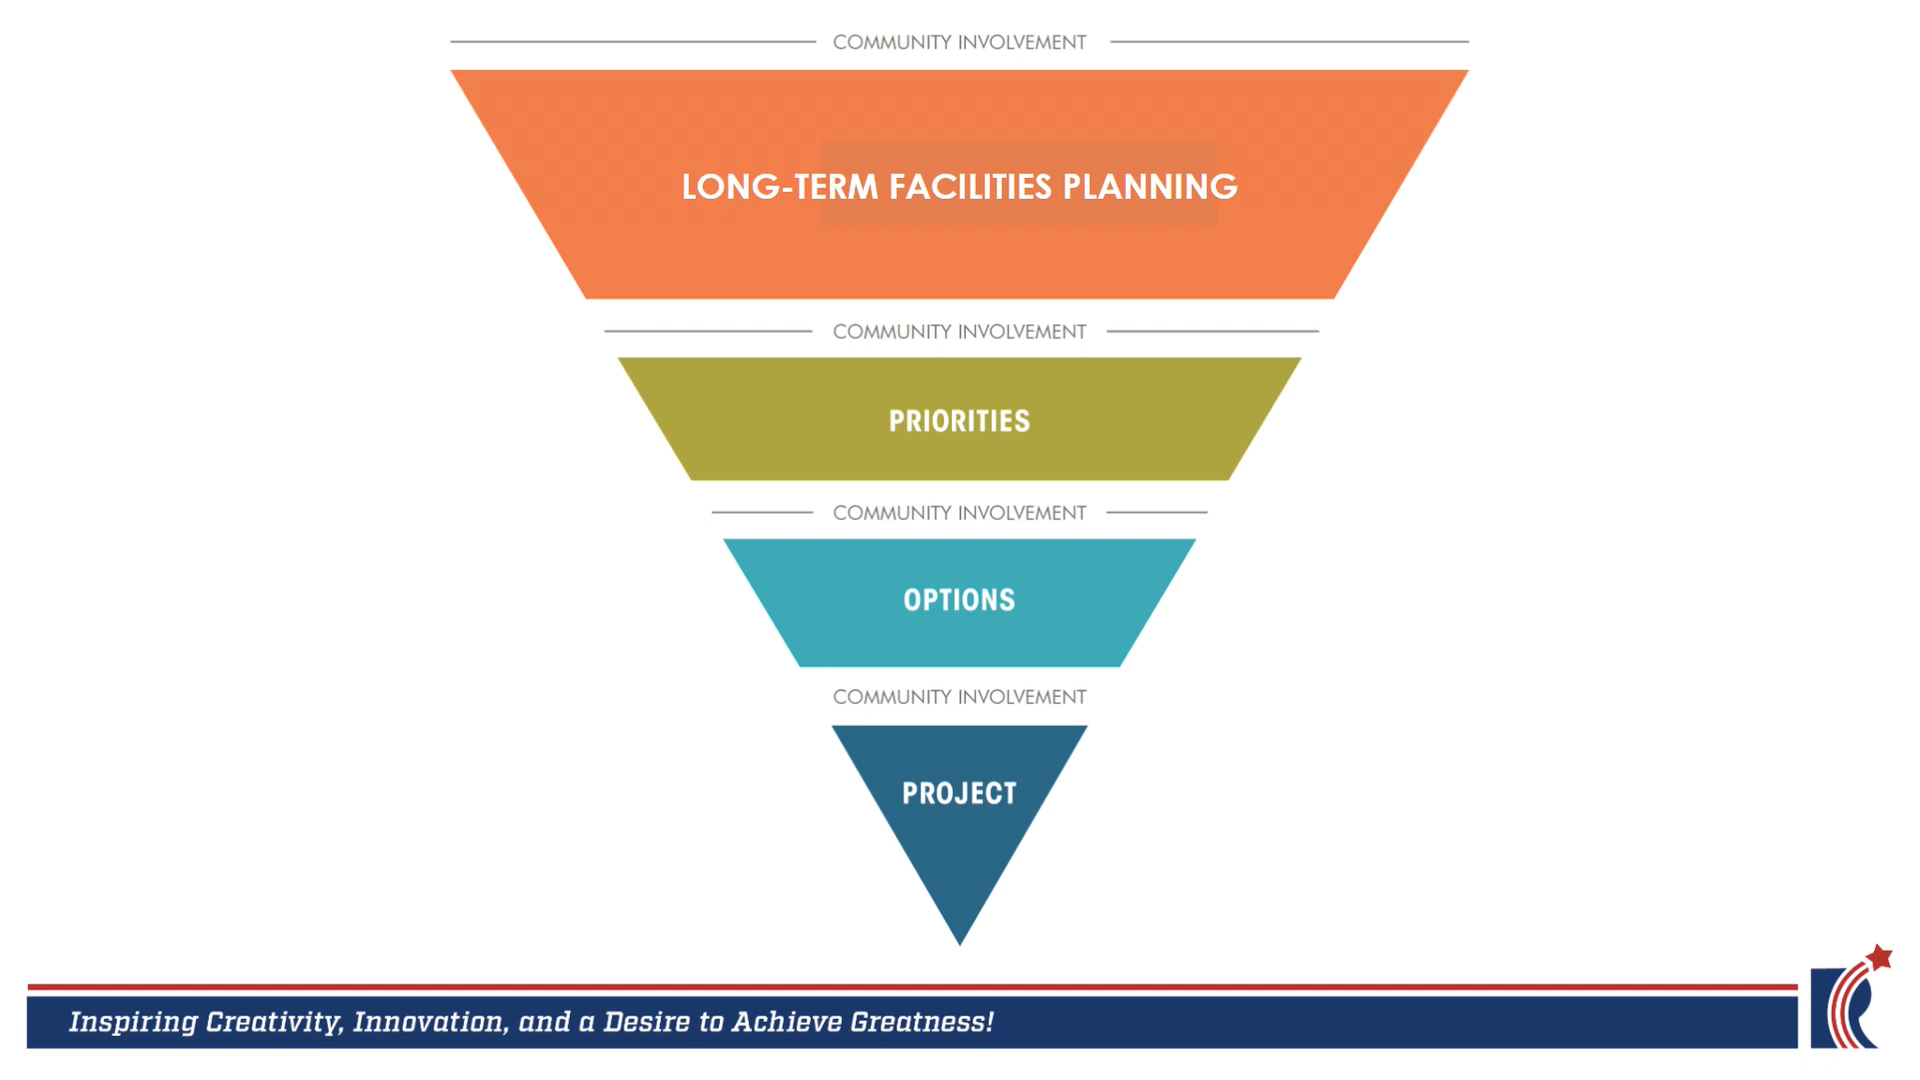 COMMUNITY INVOLVEMENT
LONG-TERM FACILITIES PLANNING
COMMUNITY INVOLVEMENT
PRIORITIES
COMMUNITY INVOLVEMENT
OPTIONS
COMMUNITY INVOLVEMENT
PROJECT
Inspiring Creativity, Innovation, and a Desire to Achieve Greatness!